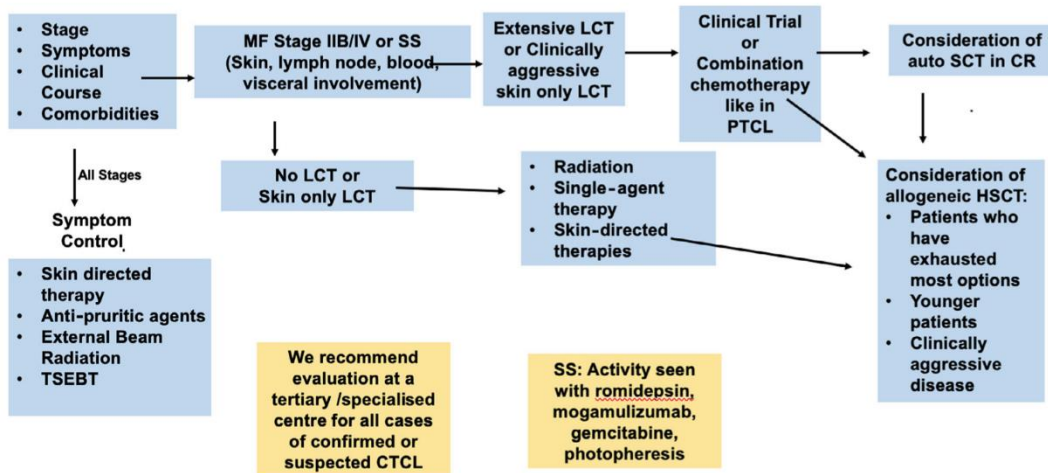 • Stage
• Symptoms
• Clinical
Course
• Comorbidities
MF Stage IIB/IV or SS
(Skin, lymph node, blood,
visceral involvement)
Extensive LCT
or Clinically
aggressive
skin only LCT
Clinical Trial
or
Combination
chemotherapy
like in
PTCL
Consideration of
auto SCT in CR
All Stages
No LCT or
Skin only LCT
• Radiation
• Single-agent
therapy
• Skin-directed
therapies
Consideration of
allogeneic HSCT:
• Patients who
have
exhausted
most options
• Younger
patients
• Clinically
aggressive
disease
Symptom
Control
• Skin directed
therapy
• Anti-pruritic agents
• External Beam
Radiation
• TSEBT
We recommend
evaluation at a
tertiary /specialised
centre for all cases
of confirmed or
suspected CTCL
SS: Activity seen
with romidepsin,
mogamulizumab,
gemcitabine,
photopheresis